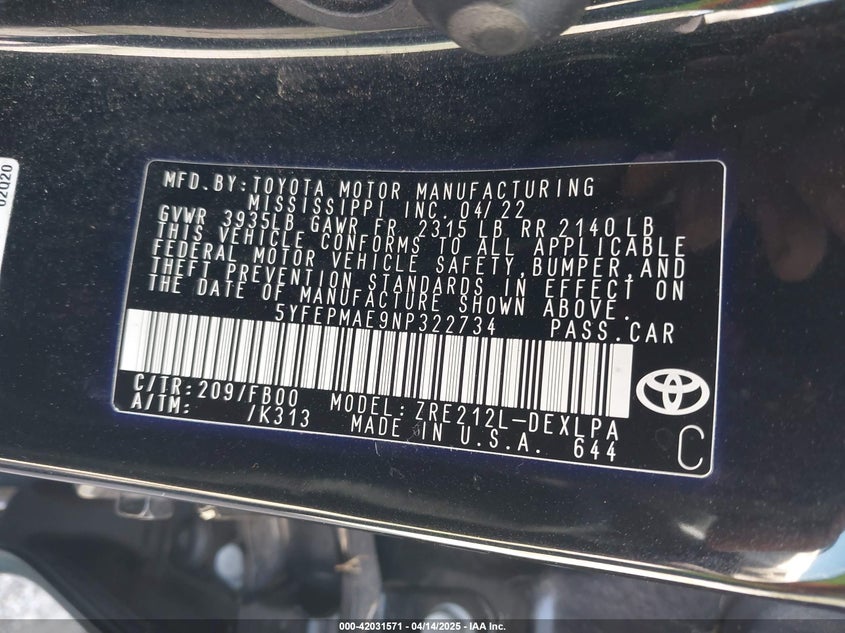 02020
MFD.BY:TOYOTA MOTOR MANUFACTURING
MISSISSIPPI INC. 04/22
GVWR 3935LB GAWR FR 2315 LB RR 2140 LB
THIS VEHICLE CONFORMS TO ALL APPLICABLE
FEDERAL MOTOR VEHICLE SAFETY, BUMPER, AND
THEFT PREVENTION STANDARDS IN EFFECT ON
THE DATE OF MANUFACTURE SHOWN ABOVE.
5YFEPMAE9NP322734 PASS.CAR
C/TR:209/FB00 MODEL: ZRE212L-DEXLPA
A/TM: /K313 MADE IN U.S.A. 644
C
000-42031571 - 04/14/2025 - IAA Inc.